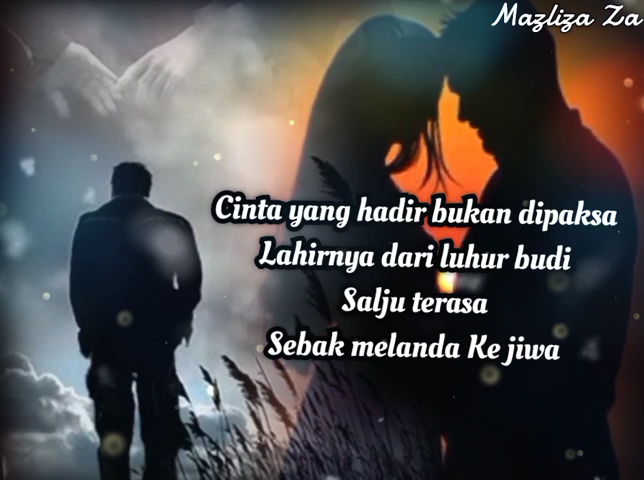 Mazliza Za
Cinta yang hadir bukan dipaksa
Lahirnya dari luhur budi
Salju terasa
Sebak melanda Ke jiwa